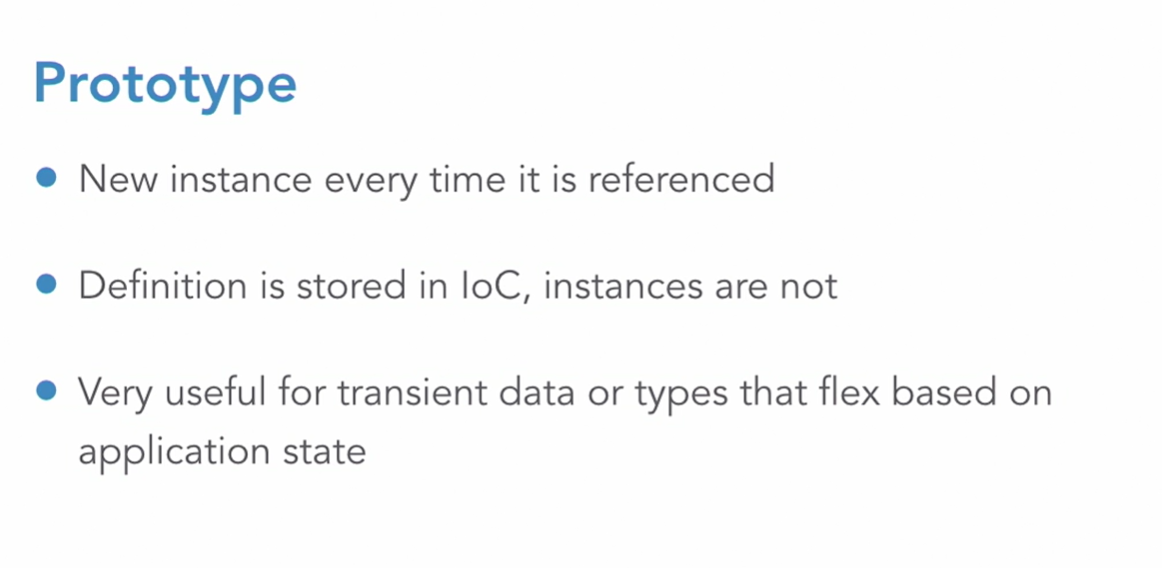 Prototype
New instance every time it is referenced
Definition is stored in IoC, instances are not
Very useful for transient data or types that flex based on
application state